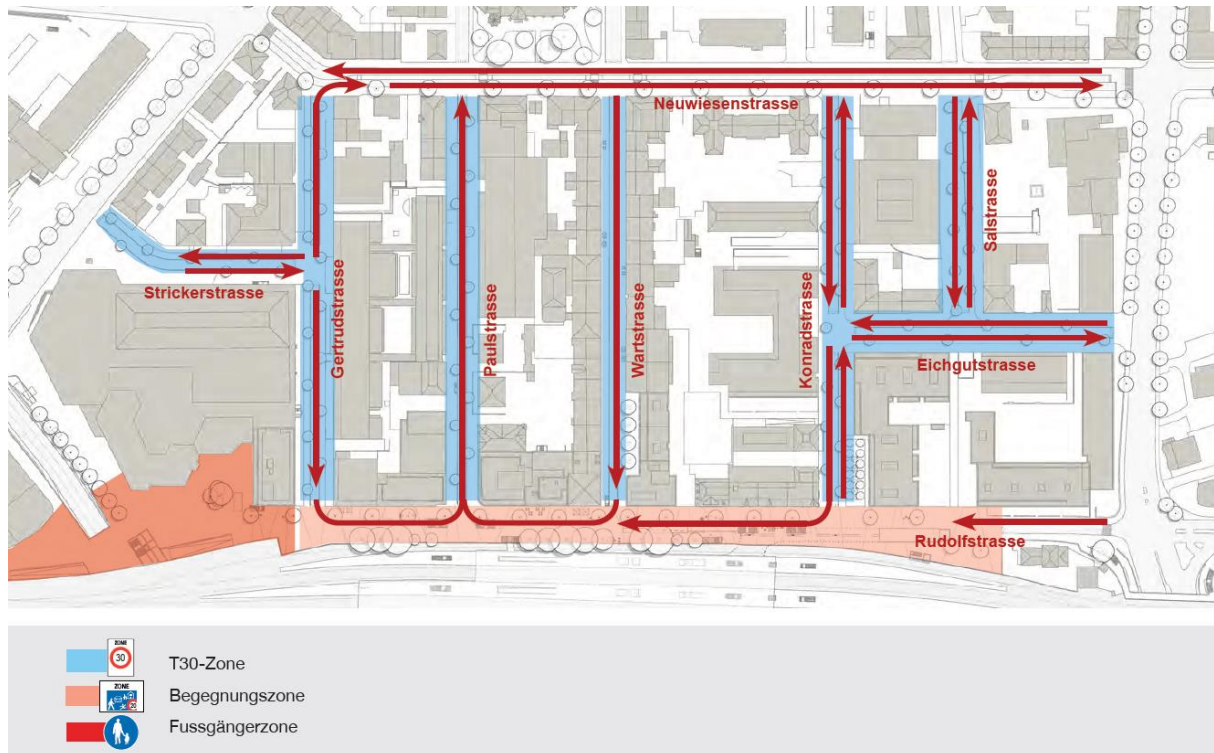 Neuwiesenstrasse
Salstrasse
Strickerstrasse
Gertrudstrasse
Paulstrasse
Wartstrasse
Konradstrasse
Eichgutstrasse
Rudolfstrasse
ZONE
30
T30-Zone
ZONE
20
Begegnungszone
Fussgängerzone